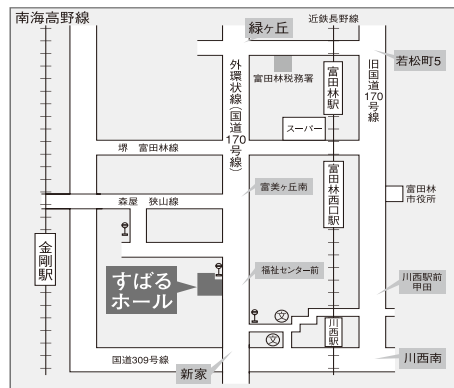 南海高野線
緑ヶ丘
近鉄長野線
外環状線(国道170号線)
富田林税務署
富田林駅
旧国道170号線
若松町5
スーパー
堺 富田林線
富美ヶ丘南
富田林西口駅
森屋 狭山線
富田林
市役所
金剛駅
すばる
ホール
福祉センター前
川西駅前
甲田
文
文
川西駅
国道309号線
新家
川西南